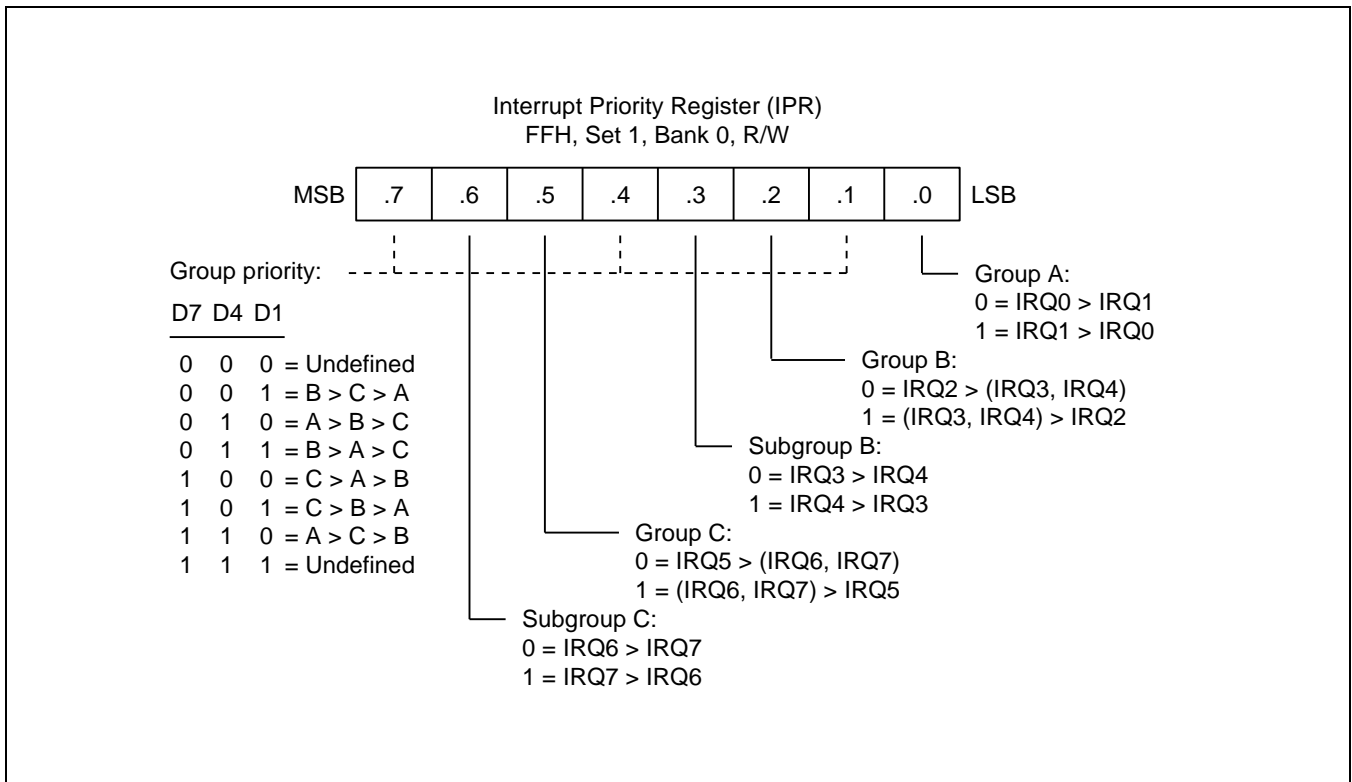 Interrupt Priority Register (IPR)
FFH, Set 1, Bank 0, R/W
MSB .7 .6 .5 .4 .3 .2 .1 .0 LSB
Group priority:
D7 D4 D1
0 0 0 = Undefined
0 0 1 = B > C > A
0 1 0 = A > B > C
0 1 1 = B > A > C
1 0 0 = C > A > B
1 0 1 = C > B > A
1 1 0 = A > C > B
1 1 1 = Undefined
Group A:
0 = IRQ0 > IRQ1
1 = IRQ1 > IRQ0
Group B:
0 = IRQ2 > (IRQ3, IRQ4)
1 = (IRQ3, IRQ4) > IRQ2
Subgroup B:
0 = IRQ3 > IRQ4
1 = IRQ4 > IRQ3
Group C:
0 = IRQ5 > (IRQ6, IRQ7)
1 = (IRQ6, IRQ7) > IRQ5
Subgroup C:
0 = IRQ6 > IRQ7
1 = IRQ7 > IRQ6